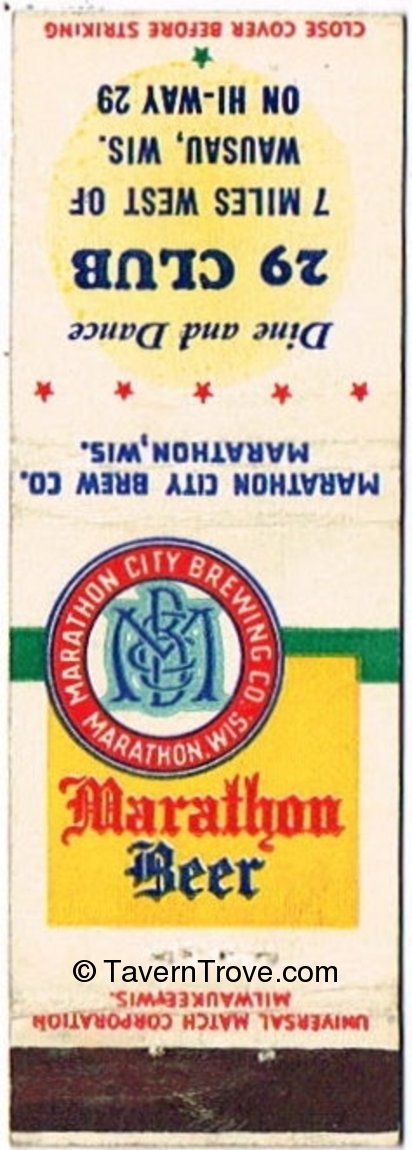 CLOSE COVER BEFORE STRIKING
ON HI-WAY 29
WAUSAU, WIS.
7 MILES WEST OF
29 CLUB
Dine and Dance
MARATHON, WIS.
MARATHON CITY BREW CO.
MARATHON CITY BREWING CO.
MARATHON, WIS.
MCBCo
Marathon
Beer
© TavernTrove.com
MILWAUKEE, WIS.
UNIVERSAL MATCH CORPORATION